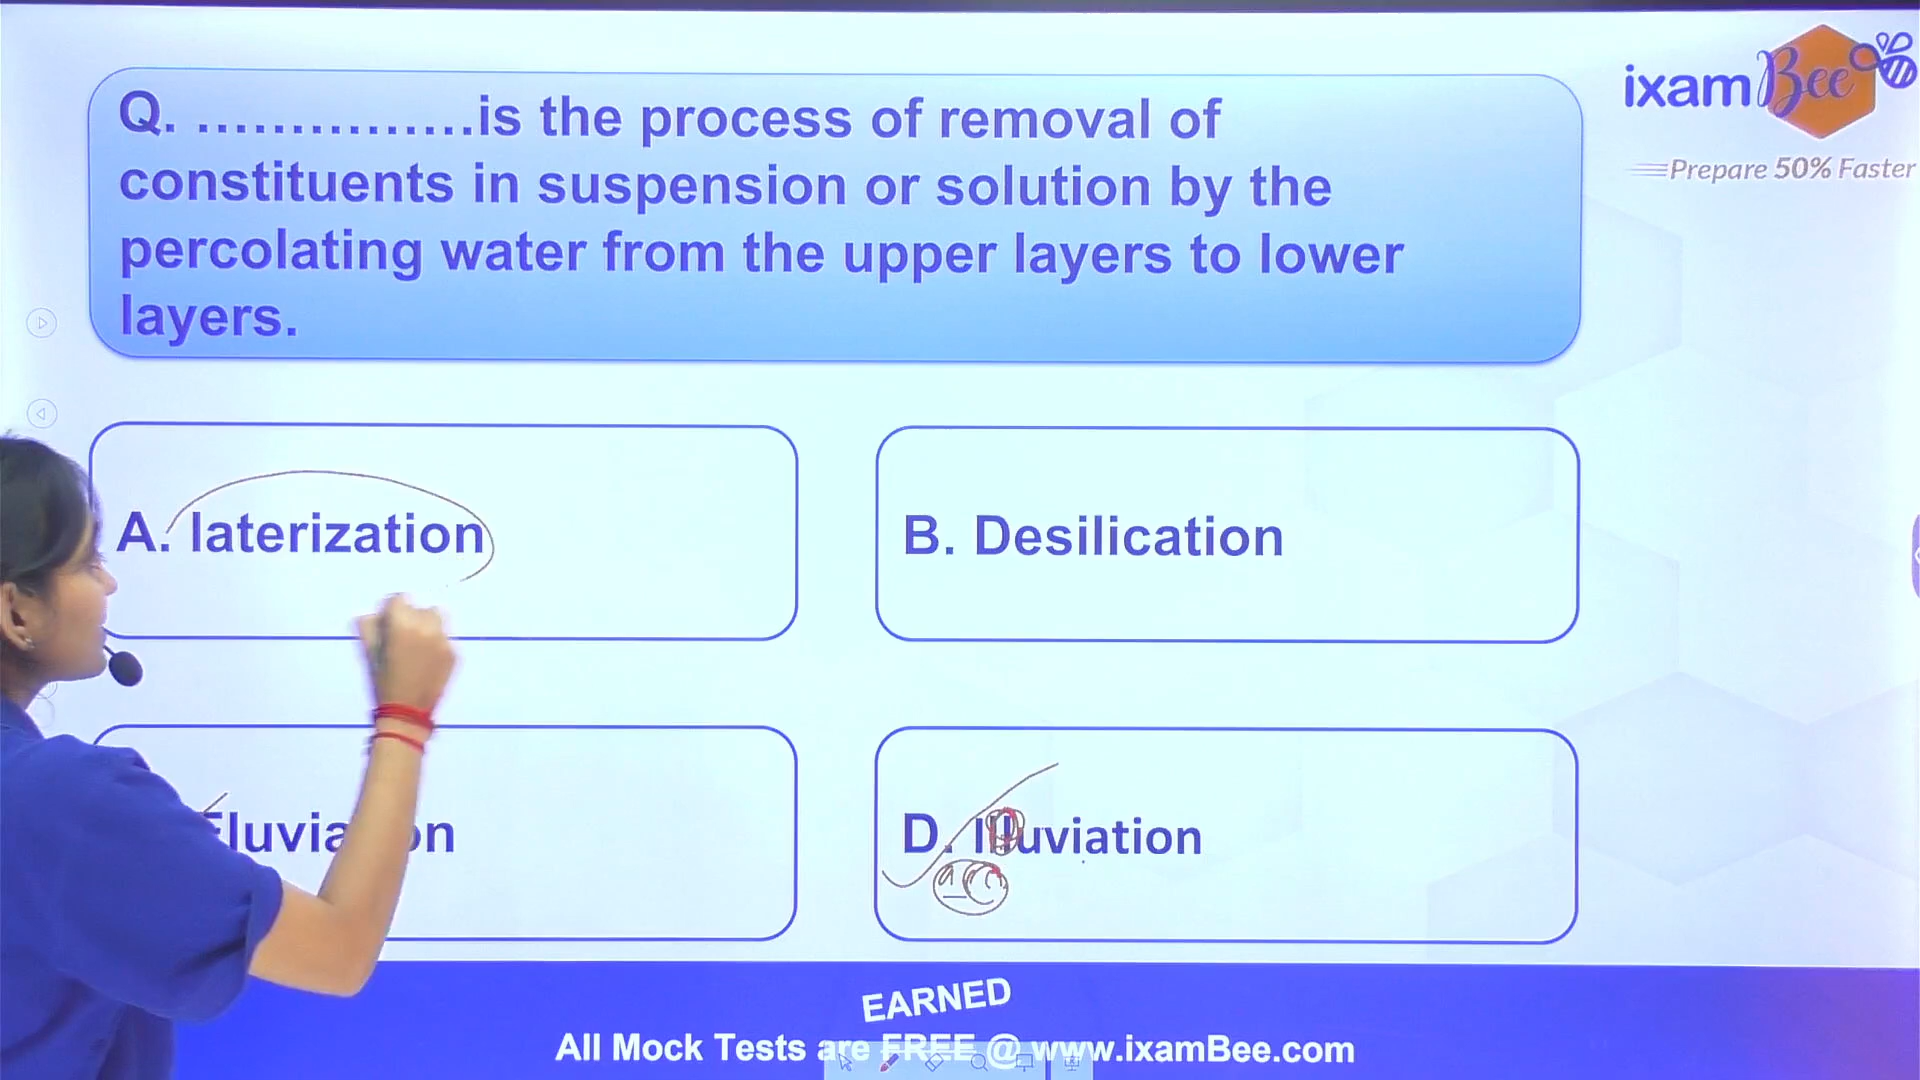 ixamBee
Prepare 50% Faster
Q. ...............is the process of removal of
constituents in suspension or solution by the
percolating water from the upper layers to lower
layers.
A. laterization
B. Desilication
D. Illuviation
EARNED
All Mock Tests are FREE @ www.ixamBee.com